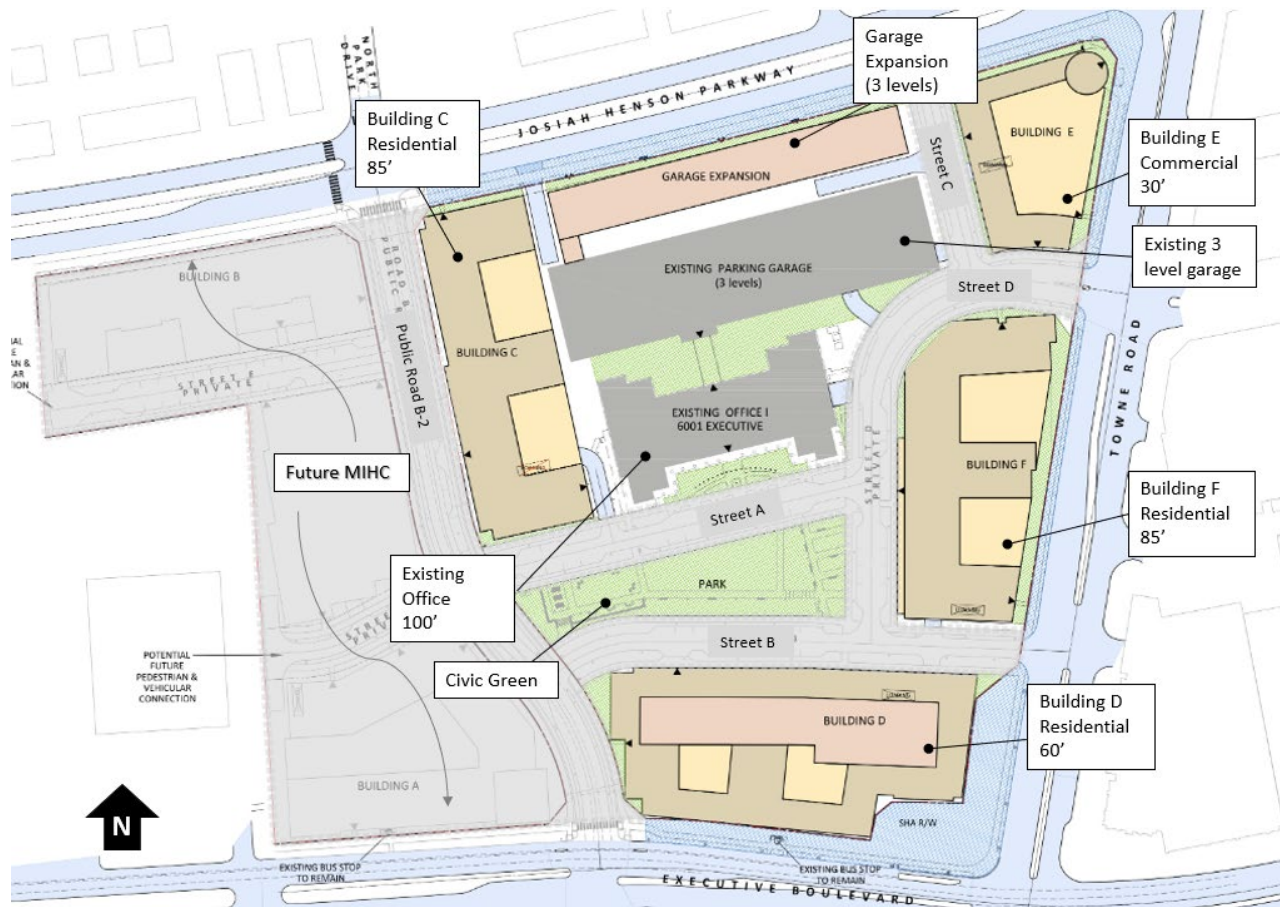 NORTH
PARK
DRIVE
JOSIAH HENSON PARKWAY
Garage
Expansion
(3 levels)
Building C
Residential
85'
GARAGE EXPANSION
Street C
BUILDING E
Building E
Commercial
30'
Existing 3
level garage
BUILDING B
PUBLIC
ROAD B
EXISTING PARKING GARAGE
(3 levels)
Street D
STREET E
PRIVATE
Public Road B-2
BUILDING C
EXISTING OFFICE I
6001 EXECUTIVE
TOWNE ROAD
STREET D
PRIVATE
BUILDING F
Future MIHC
Building F
Residential
85'
Street A
Existing
Office
100'
PARK
Street B
Civic Green
POTENTIAL
FUTURE
PEDESTRIAN &
VEHICULAR
CONNECTION
BUILDING D
Building D
Residential
60'
BUILDING A
N
SHA R/W
EXISTING BUS STOP
TO REMAIN
EXISTING BUS STOP
TO REMAIN
EXECUTIVE BOULEVARD